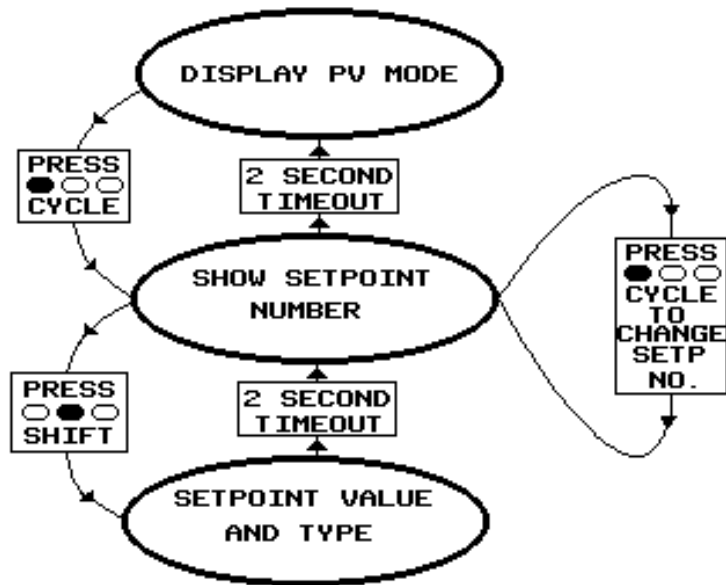 DISPLAY PV MODE
PRESS
CYCLE
2 SECOND
TIMEOUT
SHOW SETPOINT
NUMBER
PRESS
CYCLE
TO
CHANGE
SETP
NO.
PRESS
SHIFT
2 SECOND
TIMEOUT
SETPOINT VALUE
AND TYPE